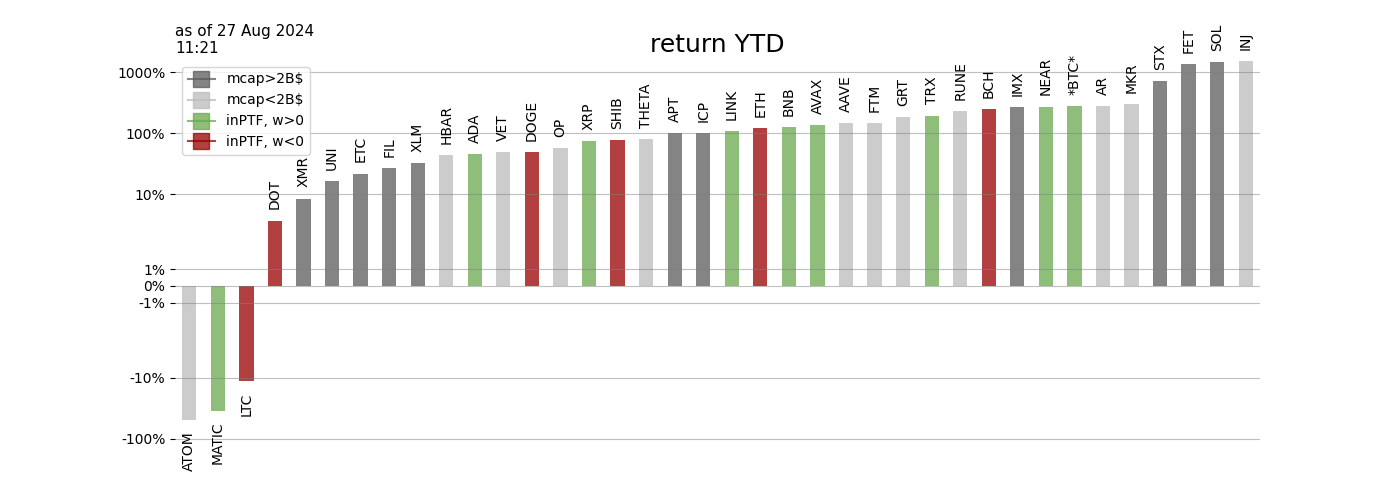 as of 27 Aug 2024
11:21
return YTD
mcap>2B$
mcap<2B$
inPTF, w>0
inPTF, w<0
1000%
100%
10%
1%
0%
-1%
-10%
-100%
ATOM
MATIC
LTC
DOT
XMR
UNI
ETC
FIL
XLM
HBAR
ADA
VET
DOGE
OP
XRP
SHIB
THETA
APT
ICP
LINK
ETH
BNB
AVAX
AAVE
FTM
GRT
TRX
RUNE
BCH
IMX
NEAR
*BTC*
AR
MKR
STX
FET
SOL
INJ